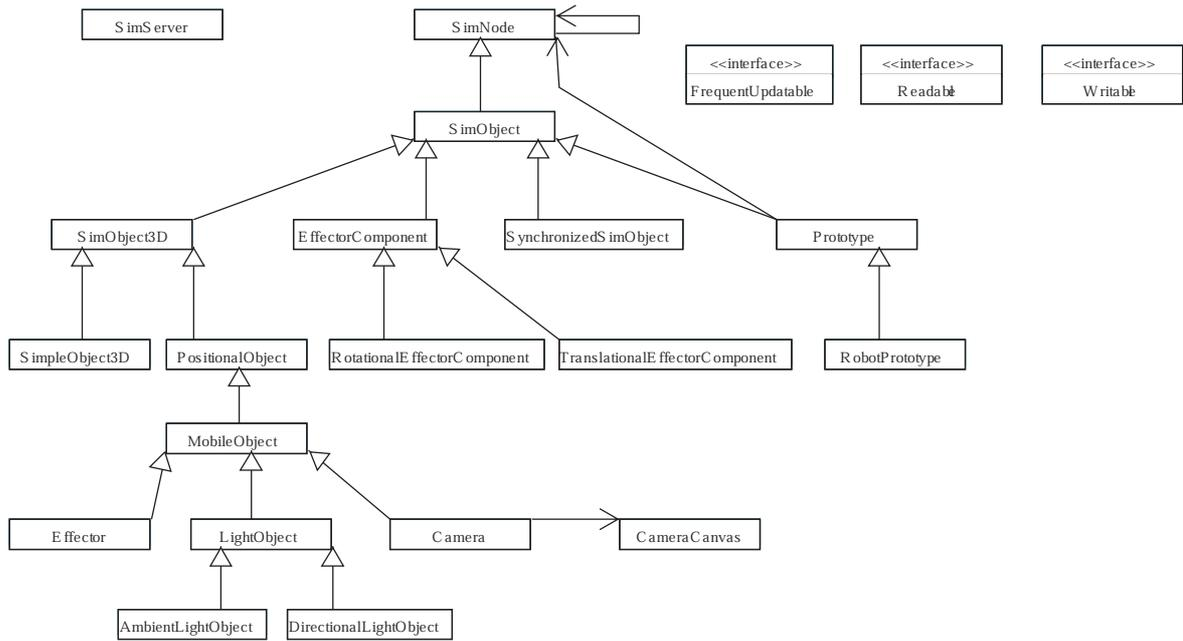 SimServer
SimNode
<<interface>>
FrequentUpdatable
<<interface>>
Readable
<<interface>>
Writable
SimObject
SimObject3D
EffectorComponent
SynchronizedSimObject
Prototype
SimpleObject3D
PositionalObject
RotationalEffectorComponent
TranslationalEffectorComponent
RobotPrototype
MobileObject
Effector
LightObject
Camera
CameraCanvas
AmbientLightObject
DirectionalLightObject